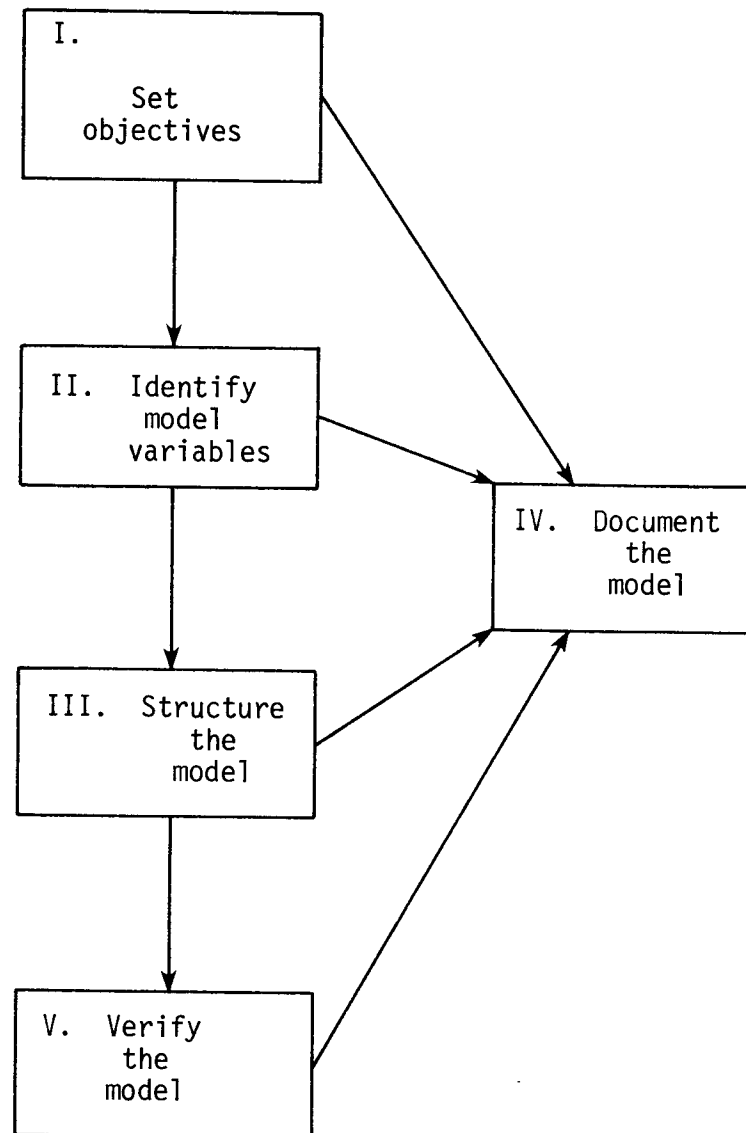 I.
Set
objectives
II. Identify
model
variables
IV. Document
the
model
III. Structure
the
model
V. Verify
the
model